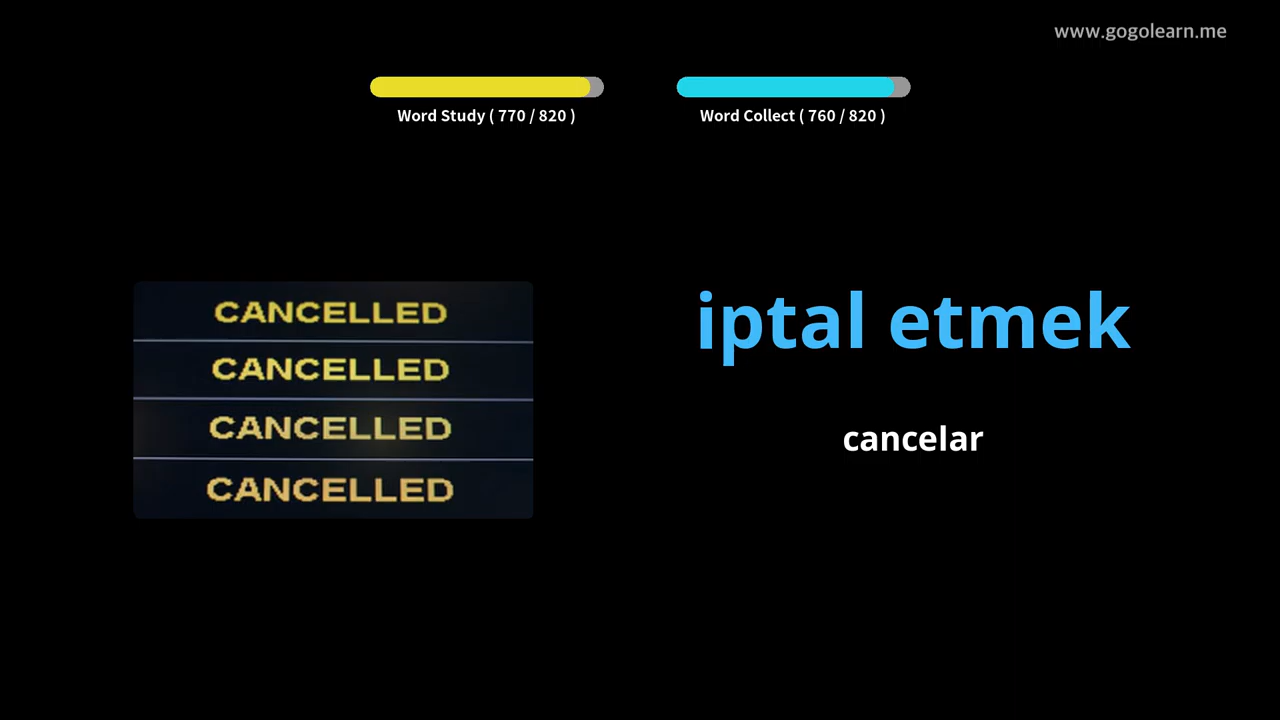 www.gogolearn.me
Word Study ( 770 / 820 )
Word Collect ( 760 / 820 )
CANCELLED
CANCELLED
CANCELLED
CANCELLED
iptal etmek
cancelar